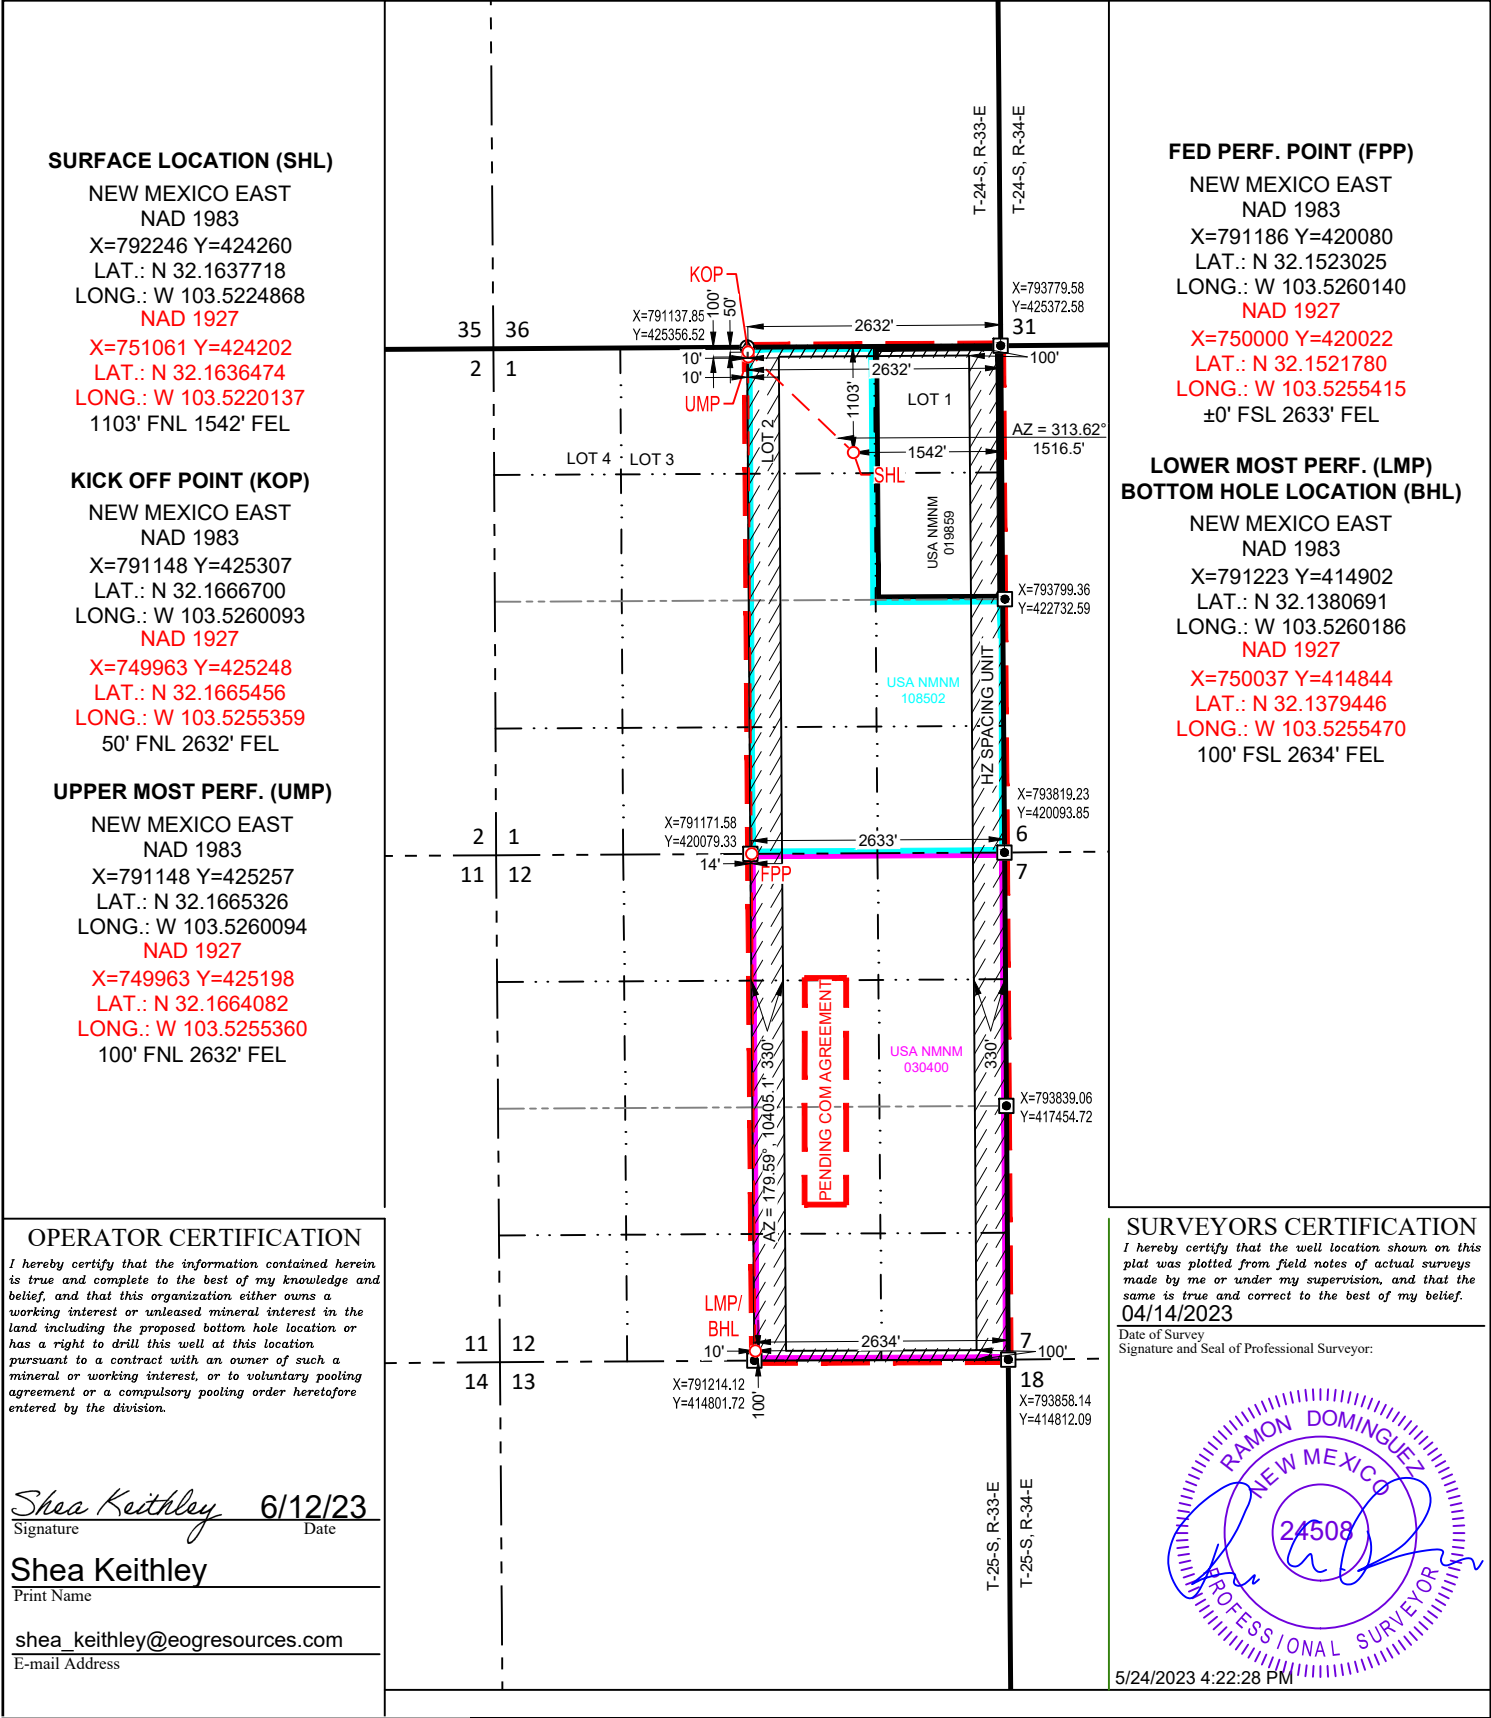 SURFACE LOCATION (SHL)
NEW MEXICO EAST
NAD 1983
X=792246 Y=424260
LAT.: N 32.1637718
LONG.: W 103.5224868
NAD 1927
X=751061 Y=424202
LAT.: N 32.1636474
LONG.: W 103.5220137
1103' FNL 1542' FEL
KICK OFF POINT (KOP)
NEW MEXICO EAST
NAD 1983
X=791148 Y=425307
LAT.: N 32.1666700
LONG.: W 103.5260093
NAD 1927
X=749963 Y=425248
LAT.: N 32.1665456
LONG.: W 103.5255359
50' FNL 2632' FEL
UPPER MOST PERF. (UMP)
NEW MEXICO EAST
NAD 1983
X=791148 Y=425257
LAT.: N 32.1665326
LONG.: W 103.5260094
NAD 1927
X=749963 Y=425198
LAT.: N 32.1664082
LONG.: W 103.5255360
100' FNL 2632' FEL
OPERATOR CERTIFICATION
I hereby certify that the information contained herein
is true and complete to the best of my knowledge and
belief, and that this organization either owns a
working interest or unleased mineral interest in the
land including the proposed bottom hole location or
has a right to drill this well at this location
pursuant to a contract with an owner of such a
mineral or working interest, or to voluntary pooling
agreement or a compulsory pooling order heretofore
entered by the division.
Shea Keithley 6/12/23
Signature Date
Shea Keithley
Print Name
shea_keithley@eogresources.com
E-mail Address
T-24-S, R-33-E
T-24-S, R-34-E
KOP
X=791137.85
Y=425356.52
100'
50'
X=793779.58
Y=425372.58
35 36
2632'
31
2 1
10'
10'
2632'
100'
UMP
LOT 4 LOT 3
LOT 2
1103'
LOT 1
AZ = 313.62°
1516.5'
1542'
SHL
USA NMNM
019859
X=793799.36
Y=422732.59
USA NMNM
108502
HZ SPACING UNIT
X=793819.23
Y=420093.85
X=791171.58
Y=420079.33
2 1
2633'
6
11 12
14'
FPP
7
PENDING COM AGREEMENT
AZ = 179.59°, 10405.1'
330'
330'
USA NMNM
030400
X=793839.06
Y=417454.72
LMP/
BHL
11 12
10'
2634'
7
100'
14 13
X=791214.12
Y=414801.72
100'
18
X=793858.14
Y=414812.09
T-25-S, R-33-E
T-25-S, R-34-E
FED PERF. POINT (FPP)
NEW MEXICO EAST
NAD 1983
X=791186 Y=420080
LAT.: N 32.1523025
LONG.: W 103.5260140
NAD 1927
X=750000 Y=420022
LAT.: N 32.1521780
LONG.: W 103.5255415
±0' FSL 2633' FEL
LOWER MOST PERF. (LMP)
BOTTOM HOLE LOCATION (BHL)
NEW MEXICO EAST
NAD 1983
X=791223 Y=414902
LAT.: N 32.1380691
LONG.: W 103.5260186
NAD 1927
X=750037 Y=414844
LAT.: N 32.1379446
LONG.: W 103.5255470
100' FSL 2634' FEL
SURVEYORS CERTIFICATION
I hereby certify that the well location shown on this
plat was plotted from field notes of actual surveys
made by me or under my supervision, and that the
same is true and correct to the best of my belief.
04/14/2023
Date of Survey
Signature and Seal of Professional Surveyor:
RAMON DOMINGUEZ
NEW MEXICO
24508
PROFESSIONAL SURVEYOR
5/24/2023 4:22:28 PM